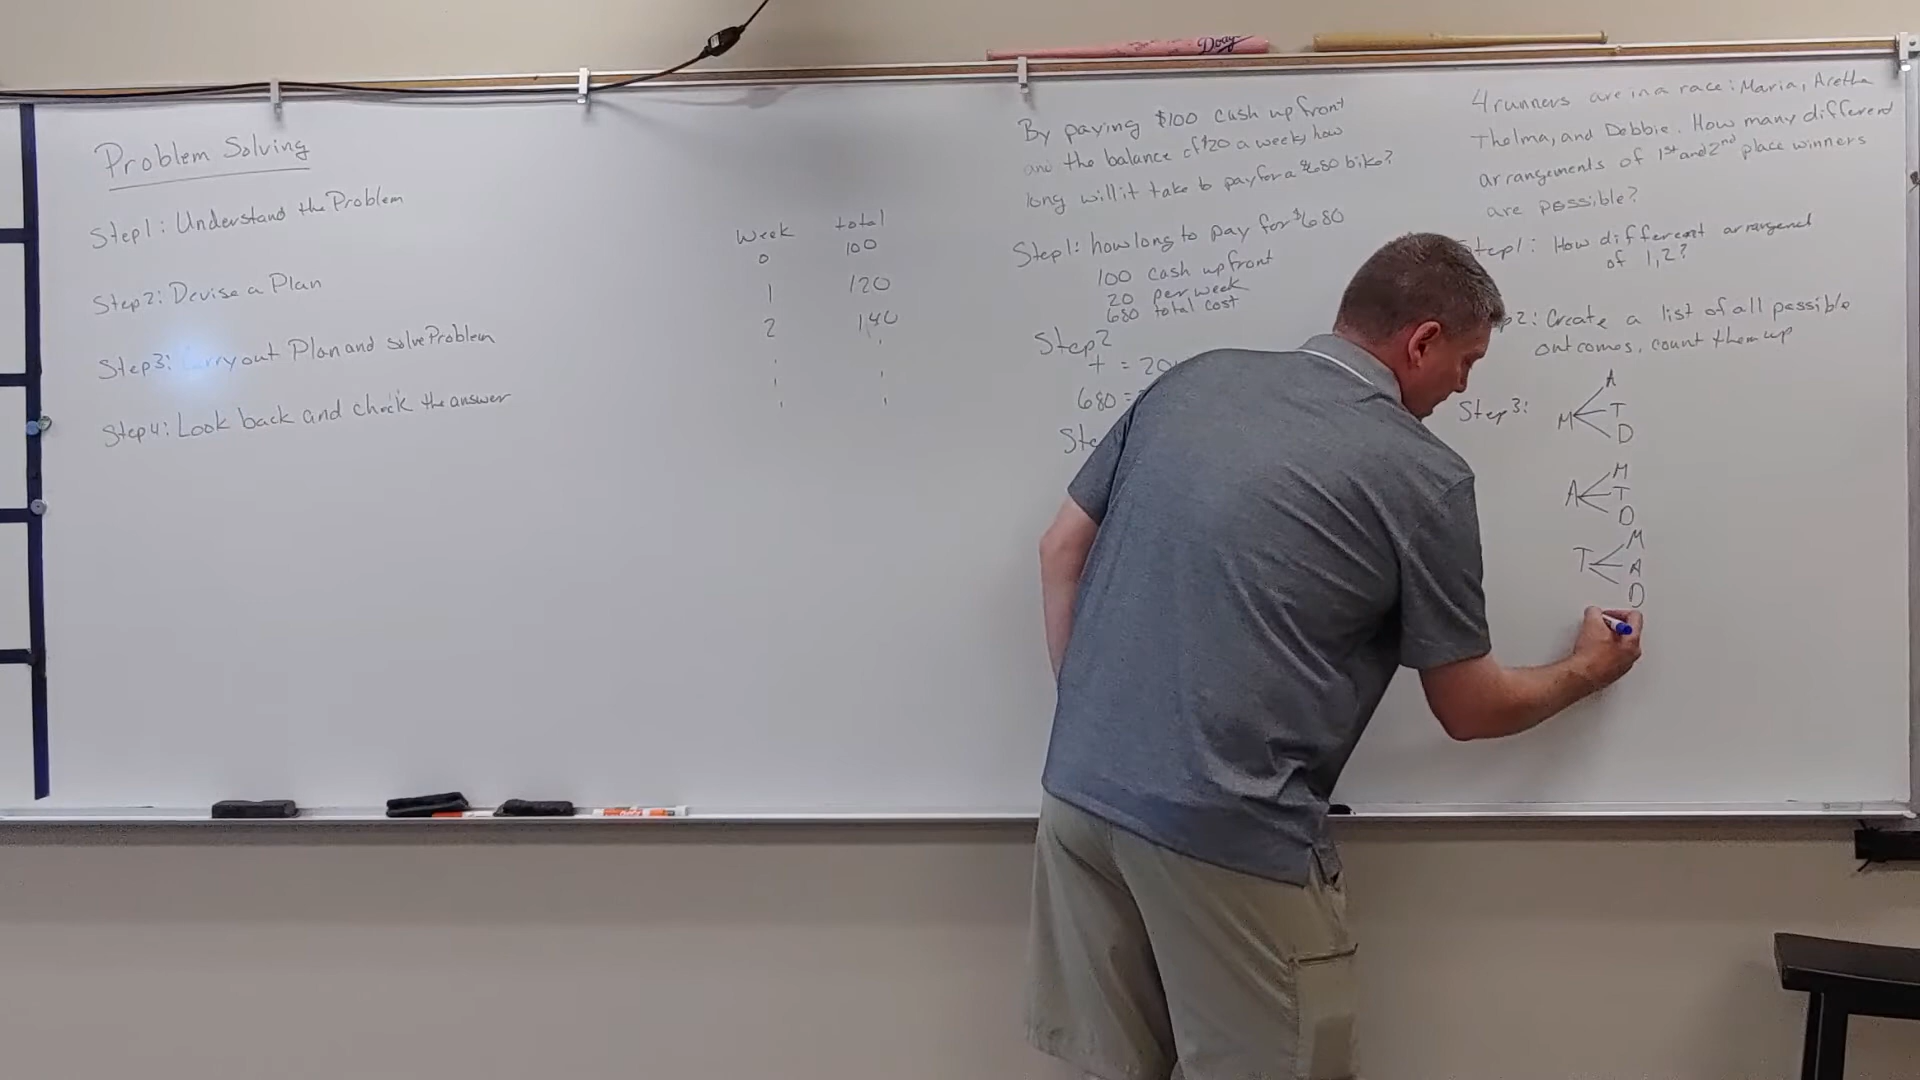 Doay
Problem Solving
Step1: Understand the Problem
Step2: Devise a Plan
Step3: Carry out Plan and solve Problem
Step4: Look back and check the answer
week total
0 100
1 120
2 140
By paying $100 cash up front
and the balance of $20 a week, how
long will it take to pay for a $680 bike?
Step1: how long to pay for $680
100 cash up front
20 per week
680 total cost
Step2
t = 20
680 =
4 runners are in a race: Maria, Aretha
Thelma, and Debbie. How many different
arrangements of 1st and 2nd place winners
are possible?
Step1: How different arrangement
of 1,2?
p2: Create a list of all possible
outcomes, count them up
Step3:
M A
T
D
A M
T
D
T M
A
D